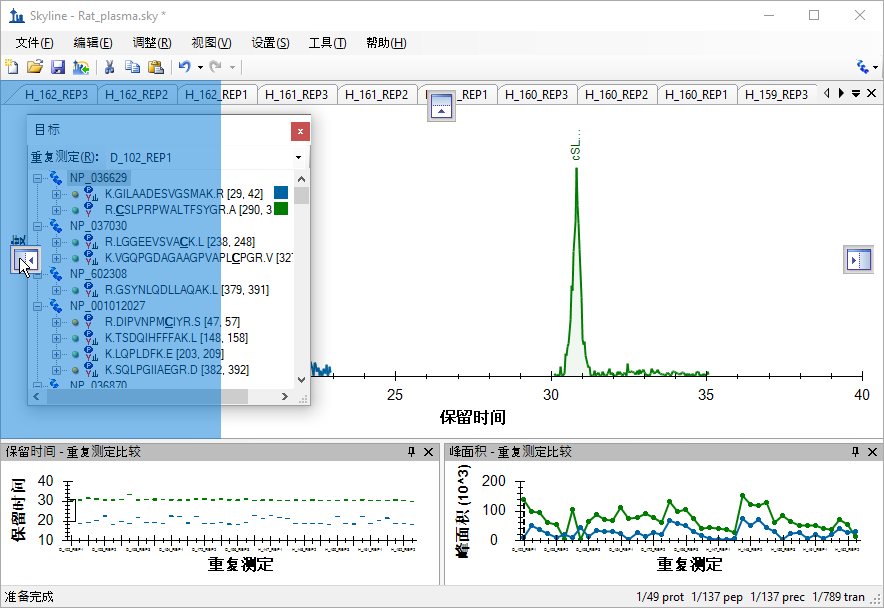 Skyline - Rat_plasma.sky *
文件(F) 编辑(E) 调整(R) 视图(V) 设置(S) 工具(T) 帮助(H)
H_162_REP3 H_162_REP2 H_162_REP1 H_161_REP3 H_161_REP2 _REP1 H_160_REP3 H_160_REP2 H_160_REP1 H_159_REP3
目标
重复测定(R): D_102_REP1
NP_036629
K.GILAADESVGSMAK.R [29, 42]
R.CSLPRPWALTFSYGR.A [290, 3
NP_037030
R.LGGEEVSVACK.L [238, 248]
K.VGQPGDAGAAGPVAPLCPGR.V [327
NP_602308
R.GSYNLQDLLAQAK.L [379, 391]
NP_001012027
R.DIPVNPMCIYR.S [47, 57]
K.TSDQIHFFFAK.L [148, 158]
K.LQPLDFK.E [203, 209]
K.SQLPGIIAEGR.D [382, 392]
NP_036870
cSL...
25 30 35 40
保留时间
保留时间 - 重复测定比较
40
30
20
10
保留时间
重复测定
峰面积 - 重复测定比较
200
100
0
峰面积 (10^3)
重复测定
准备完成 1/49 prot 1/137 pep 1/137 prec 1/789 tran